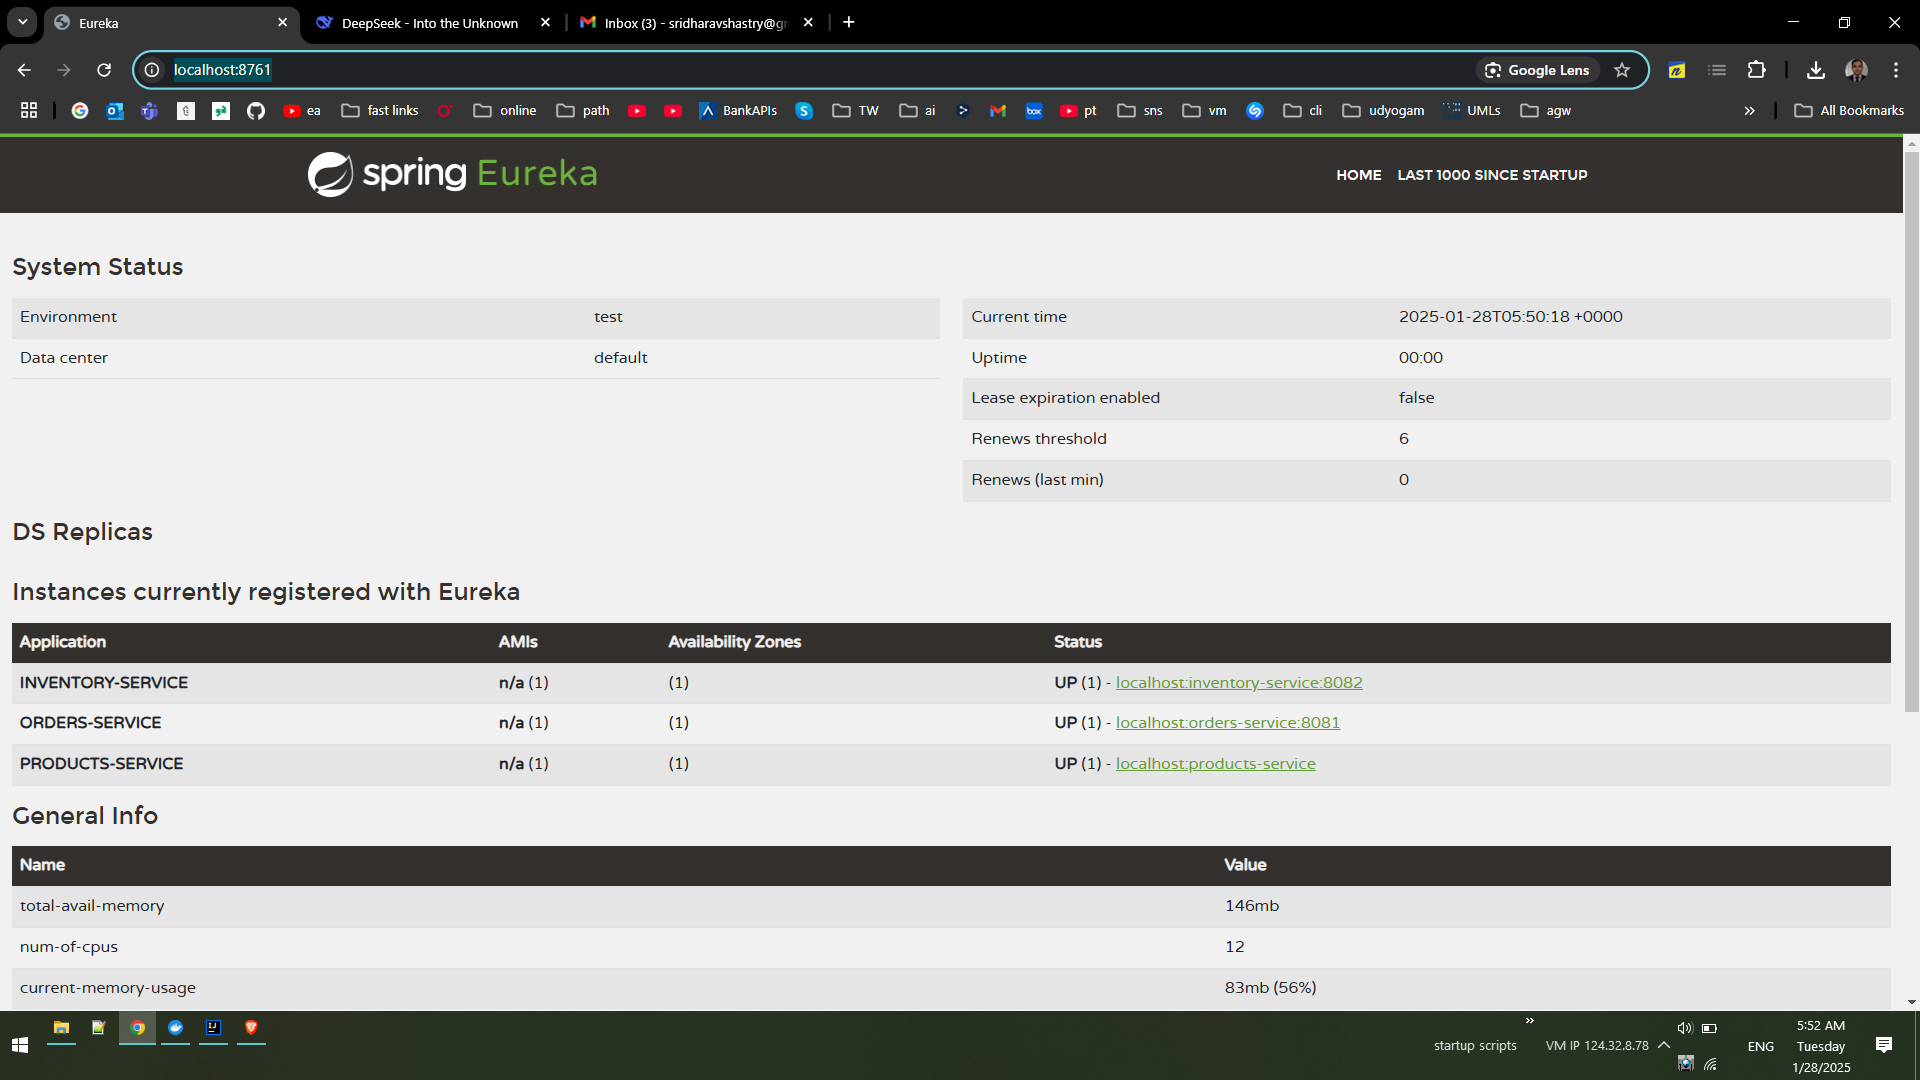 Eureka
DeepSeek - Into the Unknown
Inbox (3) - sridharavshastry@g
localhost:8761
Google Lens
ea
fast links
online
path
BankAPIs
TW
ai
pt
sns
vm
cli
udyogam
UMLs
agw
»
All Bookmarks
spring Eureka
HOME
LAST 1000 SINCE STARTUP
System Status
Environment test
Data center default
Current time 2025-01-28T05:50:18 +0000
Uptime 00:00
Lease expiration enabled false
Renews threshold 6
Renews (last min) 0
DS Replicas
Instances currently registered with Eureka
Application AMIs Availability Zones Status
INVENTORY-SERVICE n/a (1) (1) UP (1) - localhost:inventory-service:8082
ORDERS-SERVICE n/a (1) (1) UP (1) - localhost:orders-service:8081
PRODUCTS-SERVICE n/a (1) (1) UP (1) - localhost:products-service
General Info
Name Value
total-avail-memory 146mb
num-of-cpus 12
current-memory-usage 83mb (56%)
startup scripts
»
VM IP 124.32.8.78
ENG
5:52 AM
Tuesday
1/28/2025